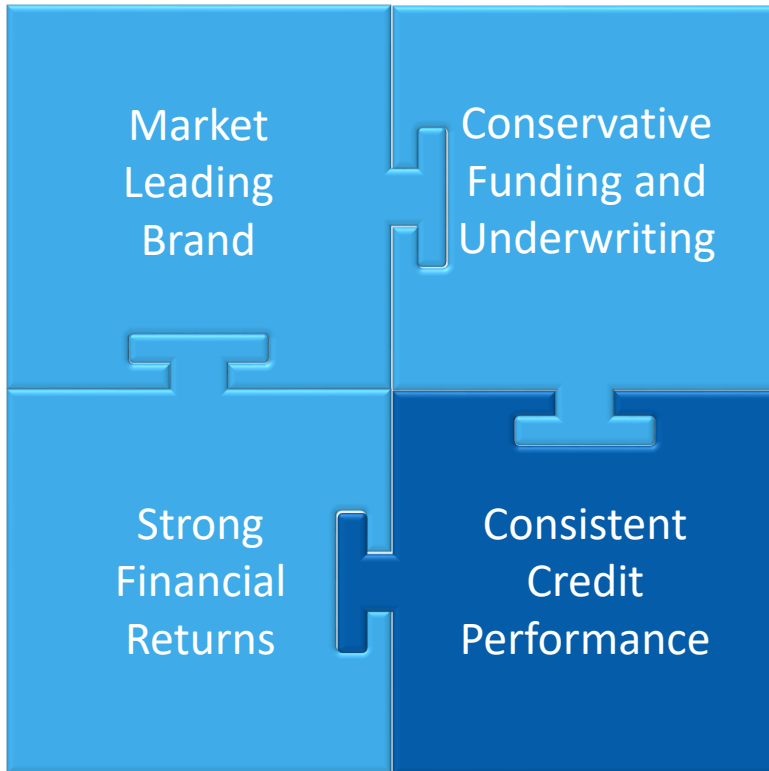 Market
Leading
Brand
Conservative
Funding and
Underwriting
Strong
Financial
Returns
Consistent
Credit
Performance